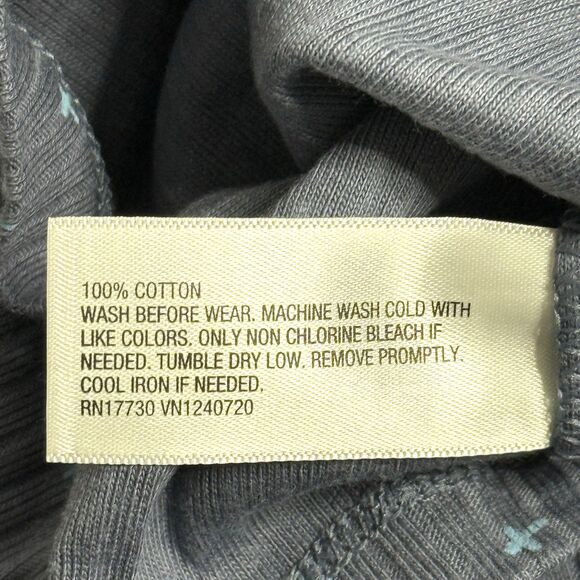 100% COTTON
WASH BEFORE WEAR. MACHINE WASH COLD WITH
LIKE COLORS. ONLY NON CHLORINE BLEACH IF
NEEDED. TUMBLE DRY LOW. REMOVE PROMPTLY.
COOL IRON IF NEEDED.
RN17730 VN1240720